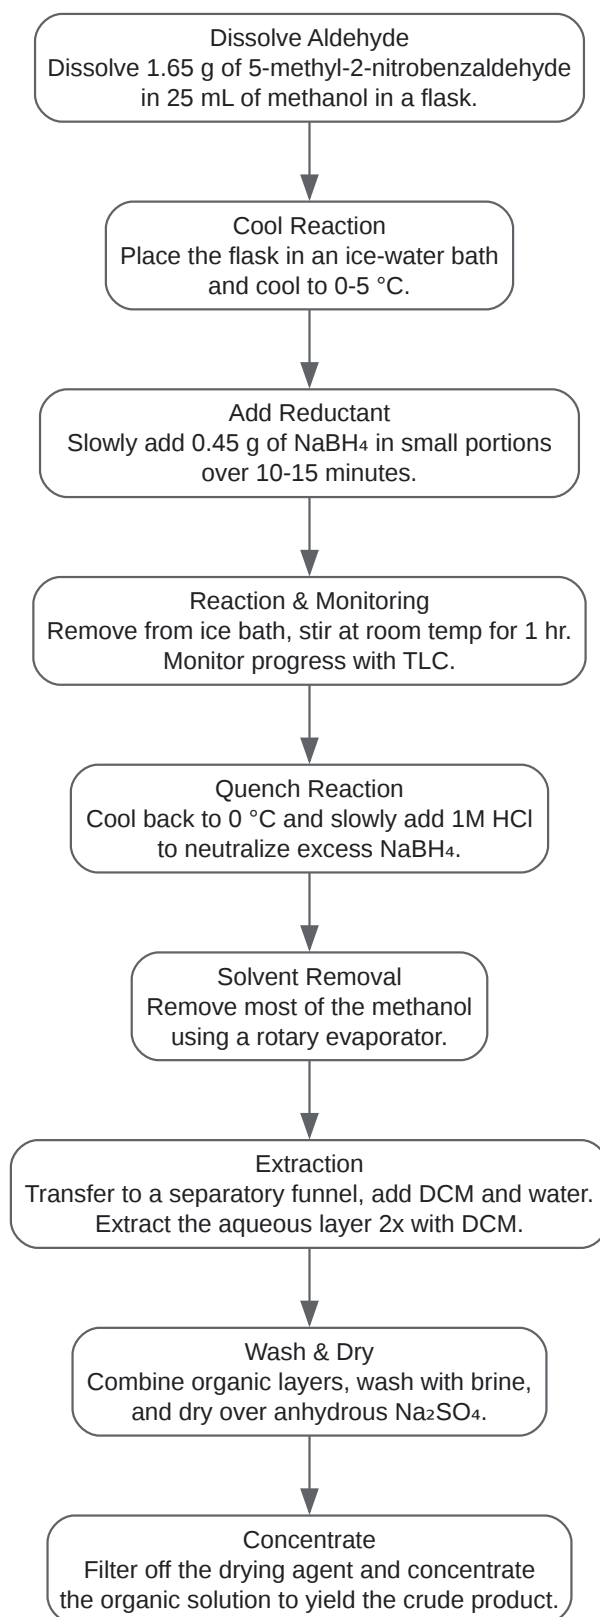 Dissolve Aldehyde
Dissolve 1.65 g of 5-methyl-2-nitrobenzaldehyde
in 25 mL of methanol in a flask.
Cool Reaction
Place the flask in an ice-water bath
and cool to 0-5 °C.
Add Reductant
Slowly add 0.45 g of NaBH₄ in small portions
over 10-15 minutes.
Reaction & Monitoring
Remove from ice bath, stir at room temp for 1 hr.
Monitor progress with TLC.
Quench Reaction
Cool back to 0 °C and slowly add 1M HCl
to neutralize excess NaBH₄.
Solvent Removal
Remove most of the methanol
using a rotary evaporator.
Extraction
Transfer to a separatory funnel, add DCM and water.
Extract the aqueous layer 2x with DCM.
Wash & Dry
Combine organic layers, wash with brine,
and dry over anhydrous Na₂SO₄.
Concentrate
Filter off the drying agent and concentrate
the organic solution to yield the crude product.